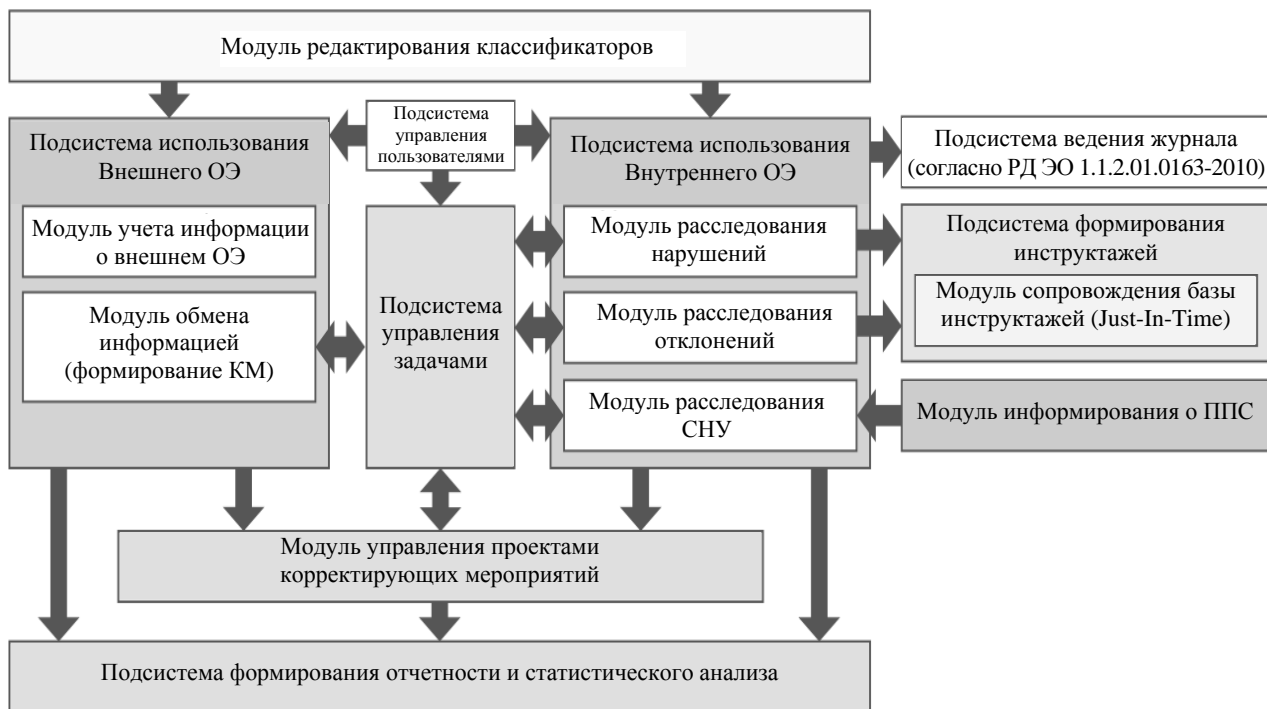 Модуль редактирования классификаторов
Подсистема использования
Внешнего ОЭ
Модуль учета информации
о внешнем ОЭ
Модуль обмена
информацией
(формирование КМ)
Подсистема
управления
пользователями
Подсистема
управления
задачами
Подсистема использования
Внутреннего ОЭ
Модуль расследования
нарушений
Модуль расследования
отклонений
Модуль расследования
СНУ
Подсистема ведения журнала
(согласно РД ЭО 1.1.2.01.0163-2010)
Подсистема формирования
инструктажей
Модуль сопровождения базы
инструктажей (Just-In-Time)
Модуль информирования о ППС
Модуль управления проектами
корректирующих мероприятий
Подсистема формирования отчетности и статистического анализа